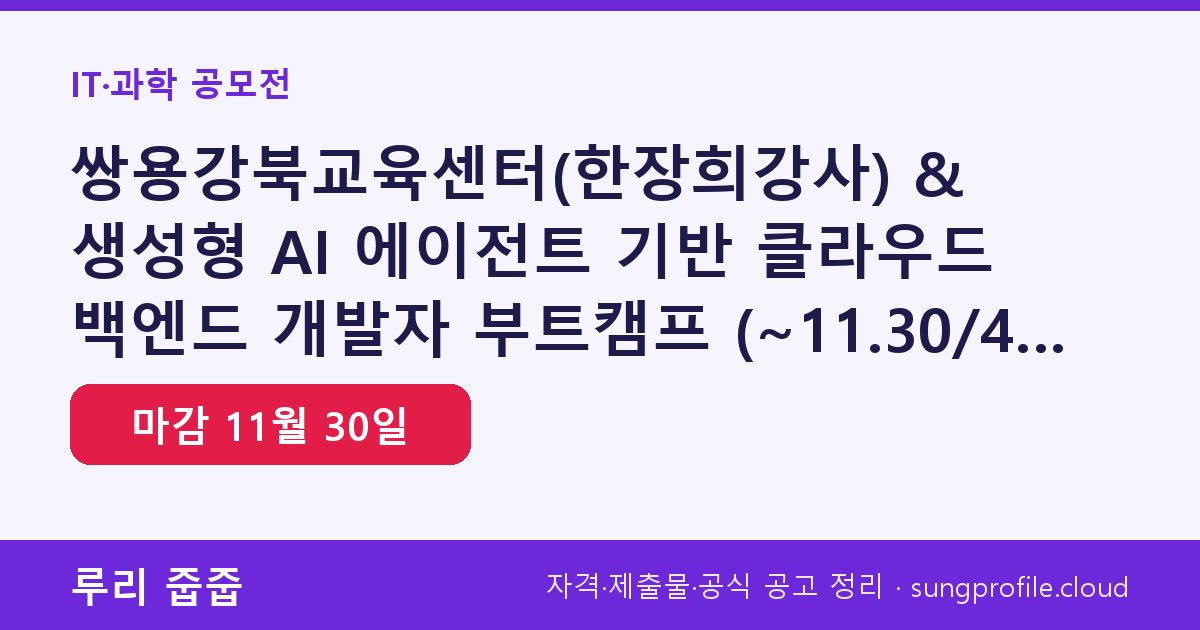 IT·과학 공모전
쌍용강북교육센터(한장희강사) &
생성형 AI 에이전트 기반 클라우드
백엔드 개발자 부트캠프 (~11.30/4...
마감 11월 30일
루리 줍줍
자격·제출물·공식 공고 정리 · sungprofile.cloud